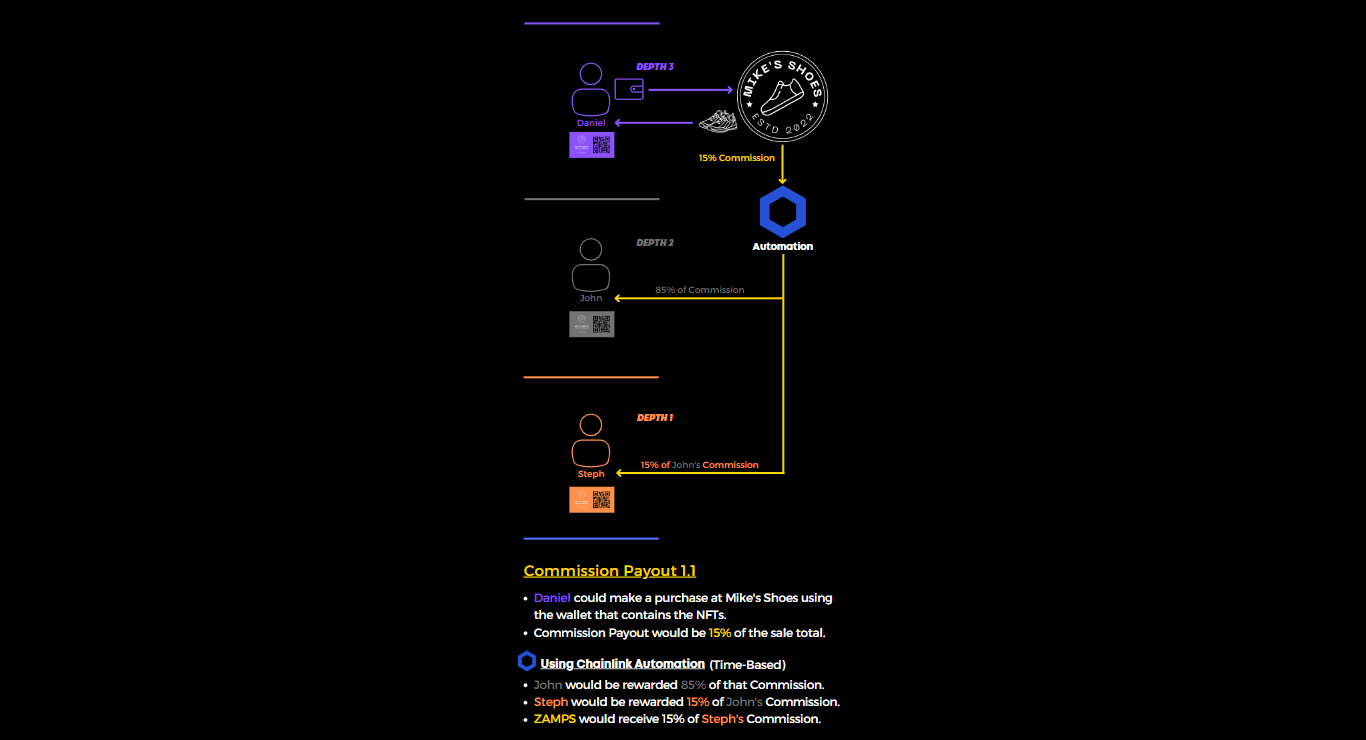 DEPTH 3
MIKE'S SHOES
ESTD 2022
Daniel
15% Commission
Automation
DEPTH 2
85% of Commission
John
DEPTH 1
15% of John's Commission
Steph
Commission Payout 1.1
• Daniel could make a purchase at Mike's Shoes using
the wallet that contains the NFTs.
• Commission Payout would be 15% of the sale total.
Using Chainlink Automation (Time-Based)
• John would be rewarded 85% of that Commission.
• Steph would be rewarded 15% of John's Commission.
• ZAMPS would receive 15% of Steph's Commission.